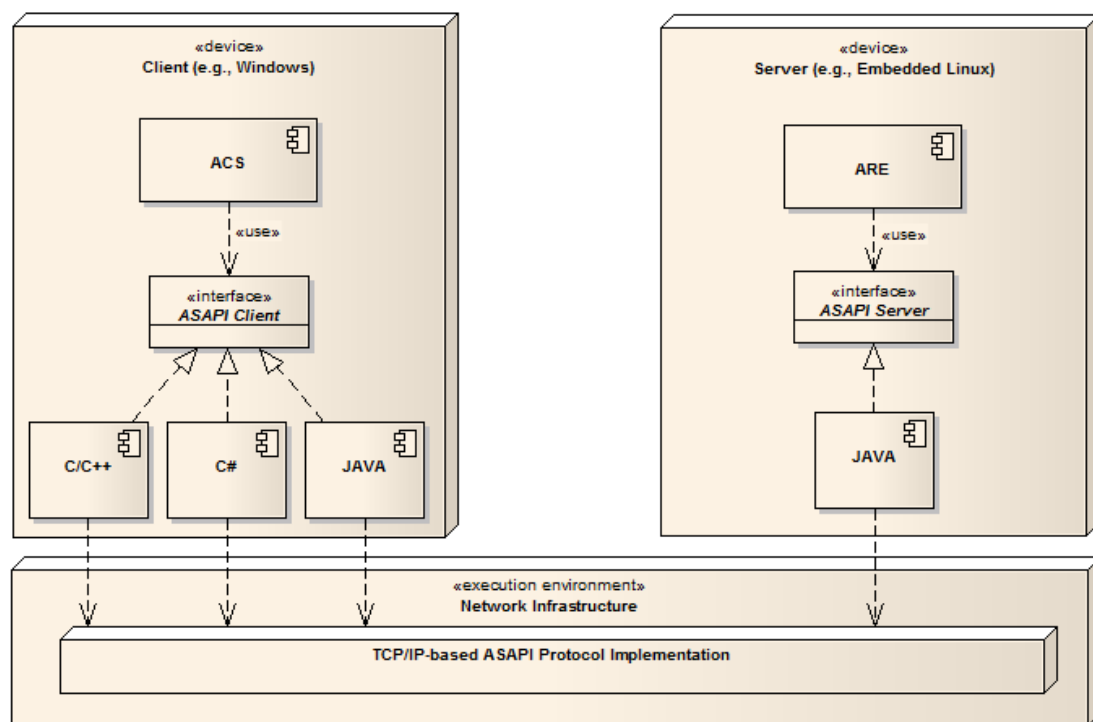 «device»
Client (e.g., Windows)
ACS
«use»
«interface»
ASAPI Client
C/C++
C#
JAVA
«device»
Server (e.g., Embedded Linux)
ARE
«use»
«interface»
ASAPI Server
JAVA
«execution environment»
Network Infrastructure
TCP/IP-based ASAPI Protocol Implementation